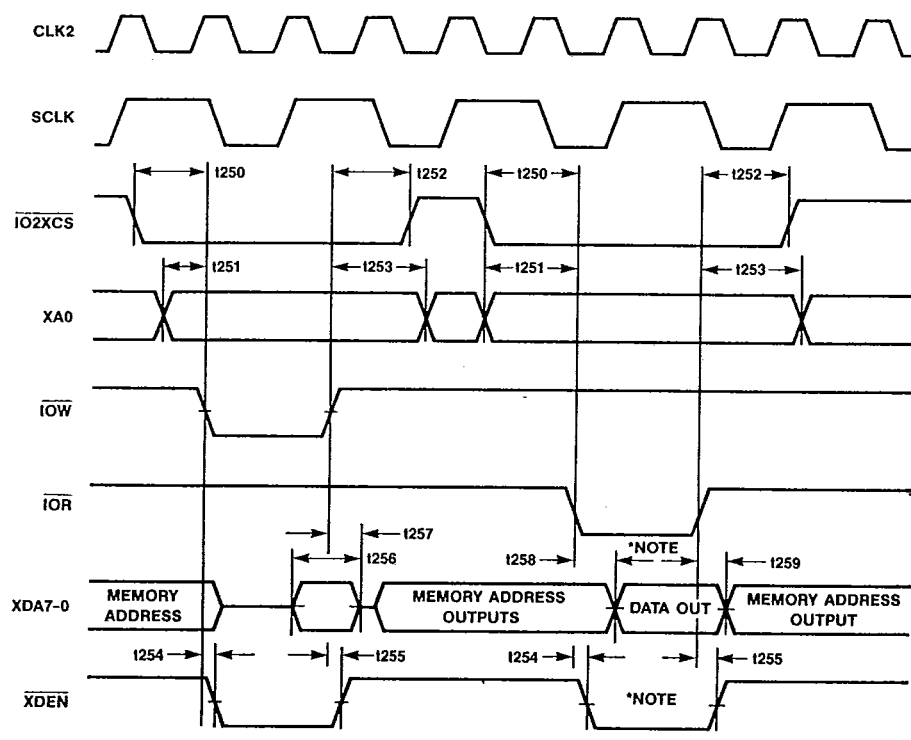 CLK2
SCLK
t250 t252 t250 t252
IO2XCS
t251 t253 t251 t253
XA0
IOW
IOR
t257 *NOTE
t256 t258 t259
XDA7-0 MEMORY ADDRESS MEMORY ADDRESS OUTPUTS DATA OUT MEMORY ADDRESS OUTPUT
t254 t255 t254 t255
XDEN *NOTE